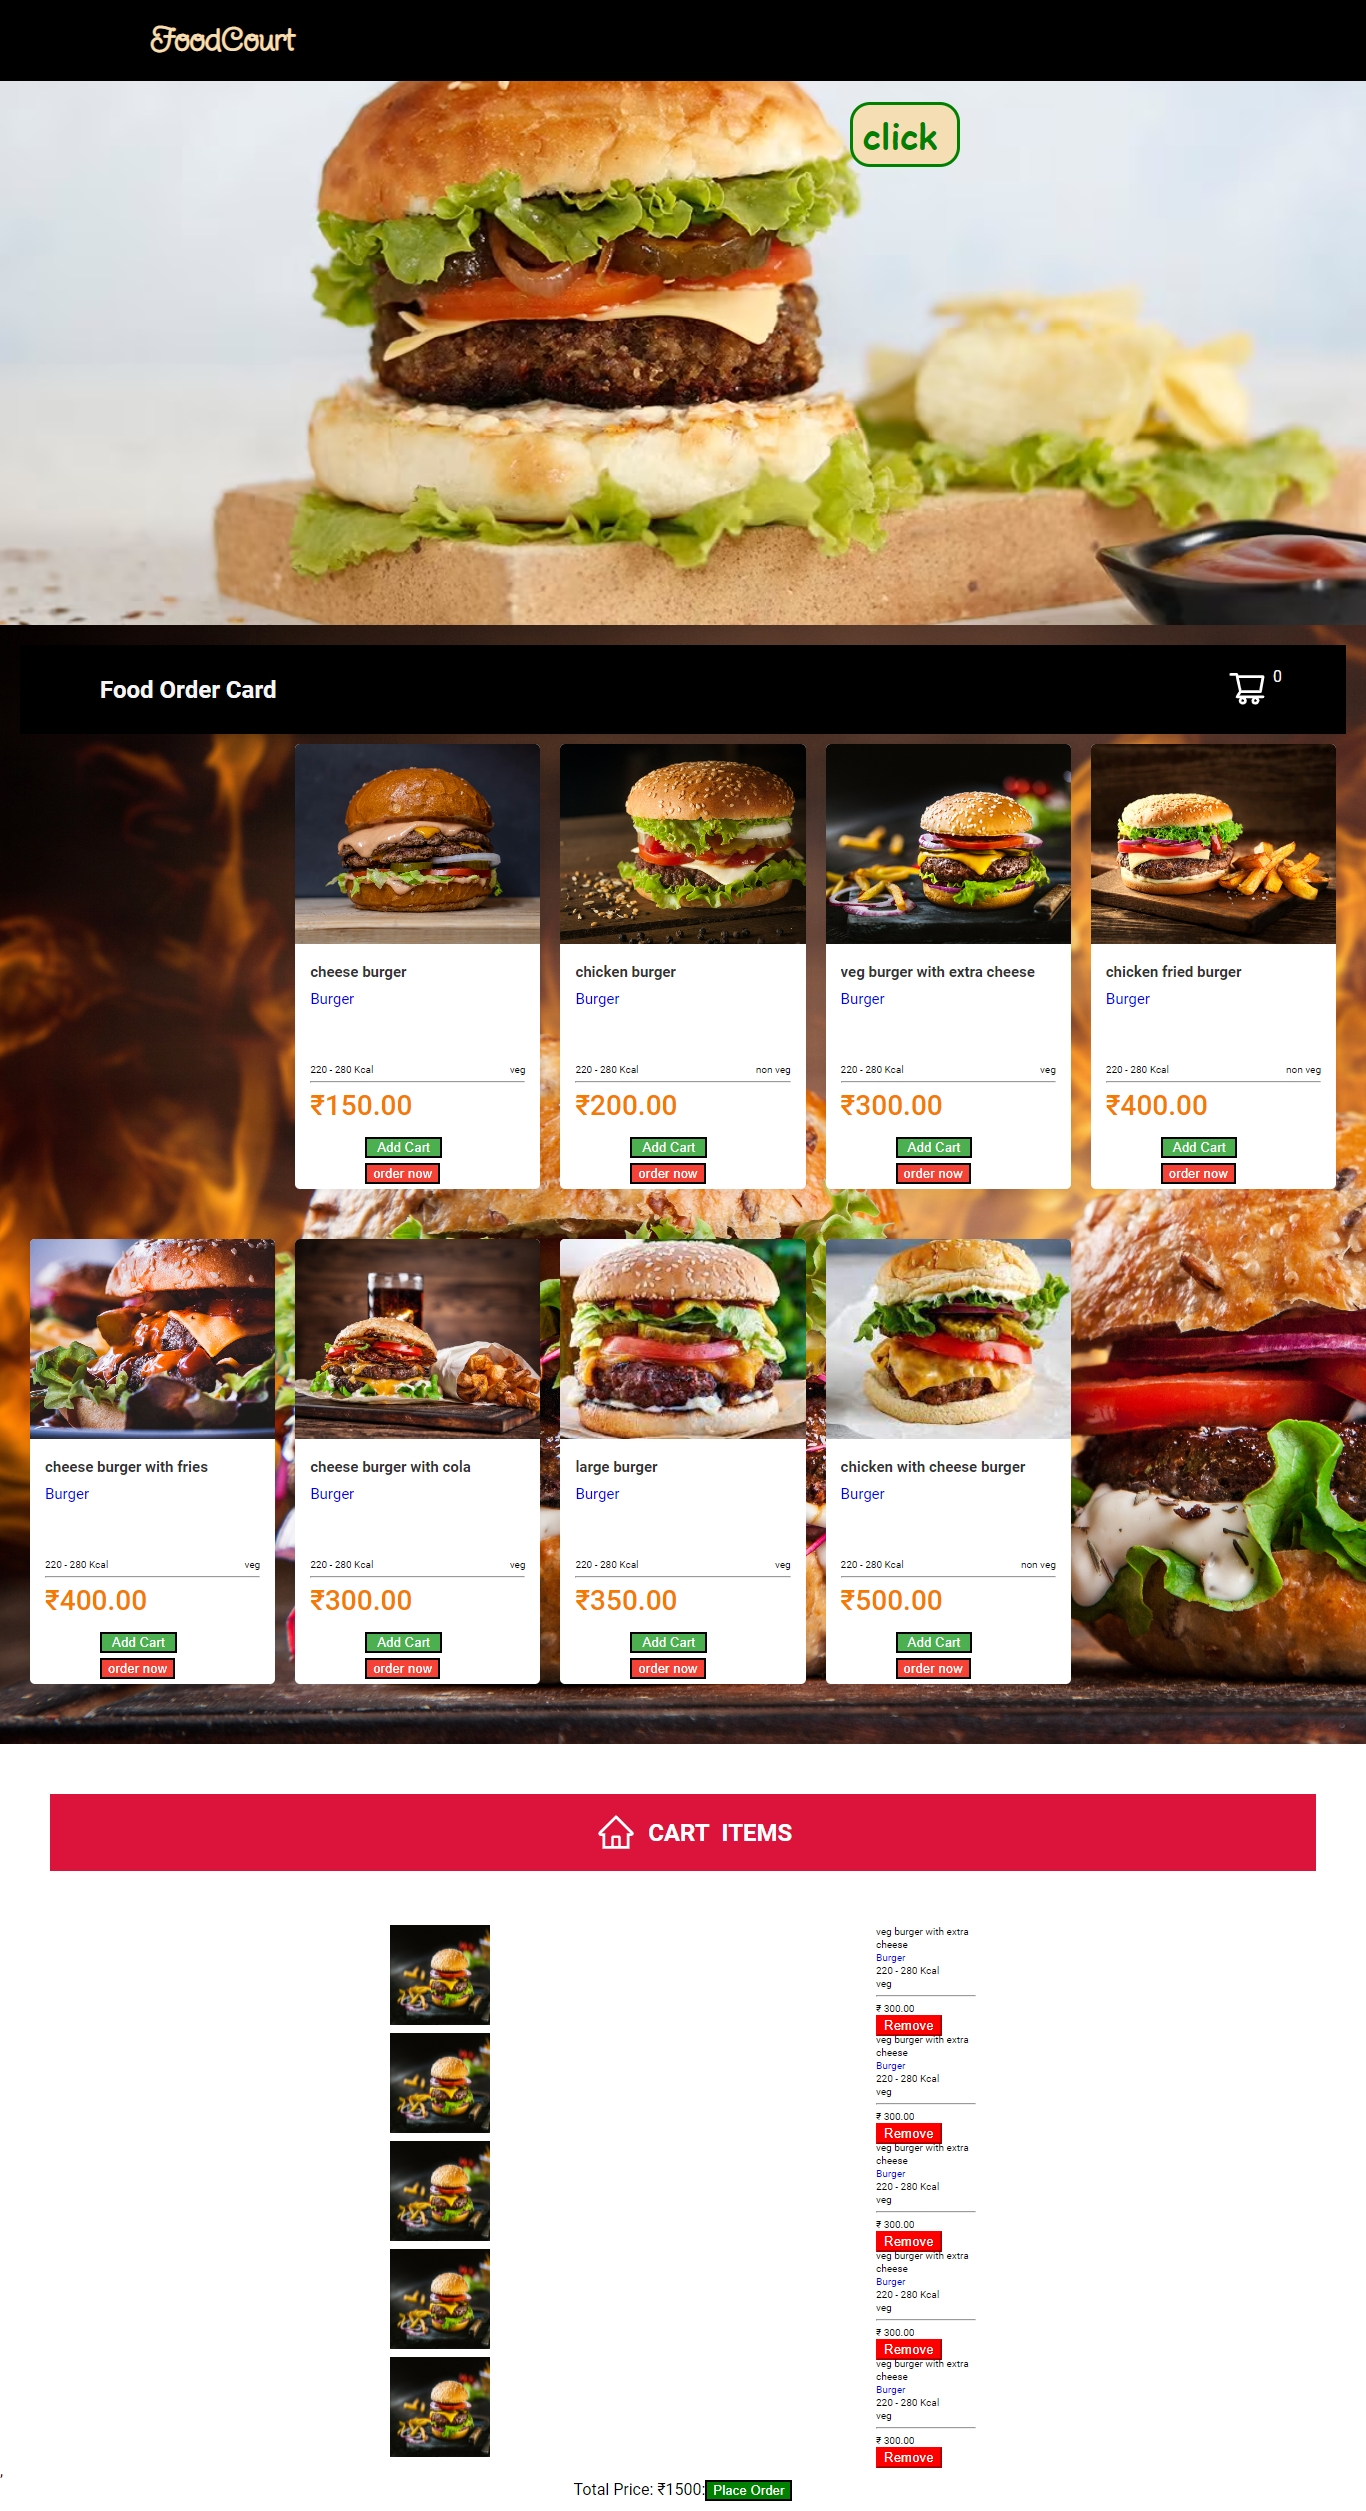 FoodCourt
click
Food Order Card
0
cheese burger
Burger
220 - 280 Kcal veg
₹150.00
Add Cart
order now
chicken burger
Burger
220 - 280 Kcal non veg
₹200.00
Add Cart
order now
veg burger with extra cheese
Burger
220 - 280 Kcal veg
₹300.00
Add Cart
order now
chicken fried burger
Burger
220 - 280 Kcal non veg
₹400.00
Add Cart
order now
cheese burger with fries
Burger
220 - 280 Kcal veg
₹400.00
Add Cart
order now
cheese burger with cola
Burger
220 - 280 Kcal veg
₹300.00
Add Cart
order now
large burger
Burger
220 - 280 Kcal veg
₹350.00
Add Cart
order now
chicken with cheese burger
Burger
220 - 280 Kcal non veg
₹500.00
Add Cart
order now
CART ITEMS
veg burger with extra
cheese
Burger
220 - 280 Kcal
veg
₹ 300.00
Remove
veg burger with extra
cheese
Burger
220 - 280 Kcal
veg
₹ 300.00
Remove
veg burger with extra
cheese
Burger
220 - 280 Kcal
veg
₹ 300.00
Remove
veg burger with extra
cheese
Burger
220 - 280 Kcal
veg
₹ 300.00
Remove
veg burger with extra
cheese
Burger
220 - 280 Kcal
veg
₹ 300.00
Remove
,
Total Price: ₹1500: Place Order